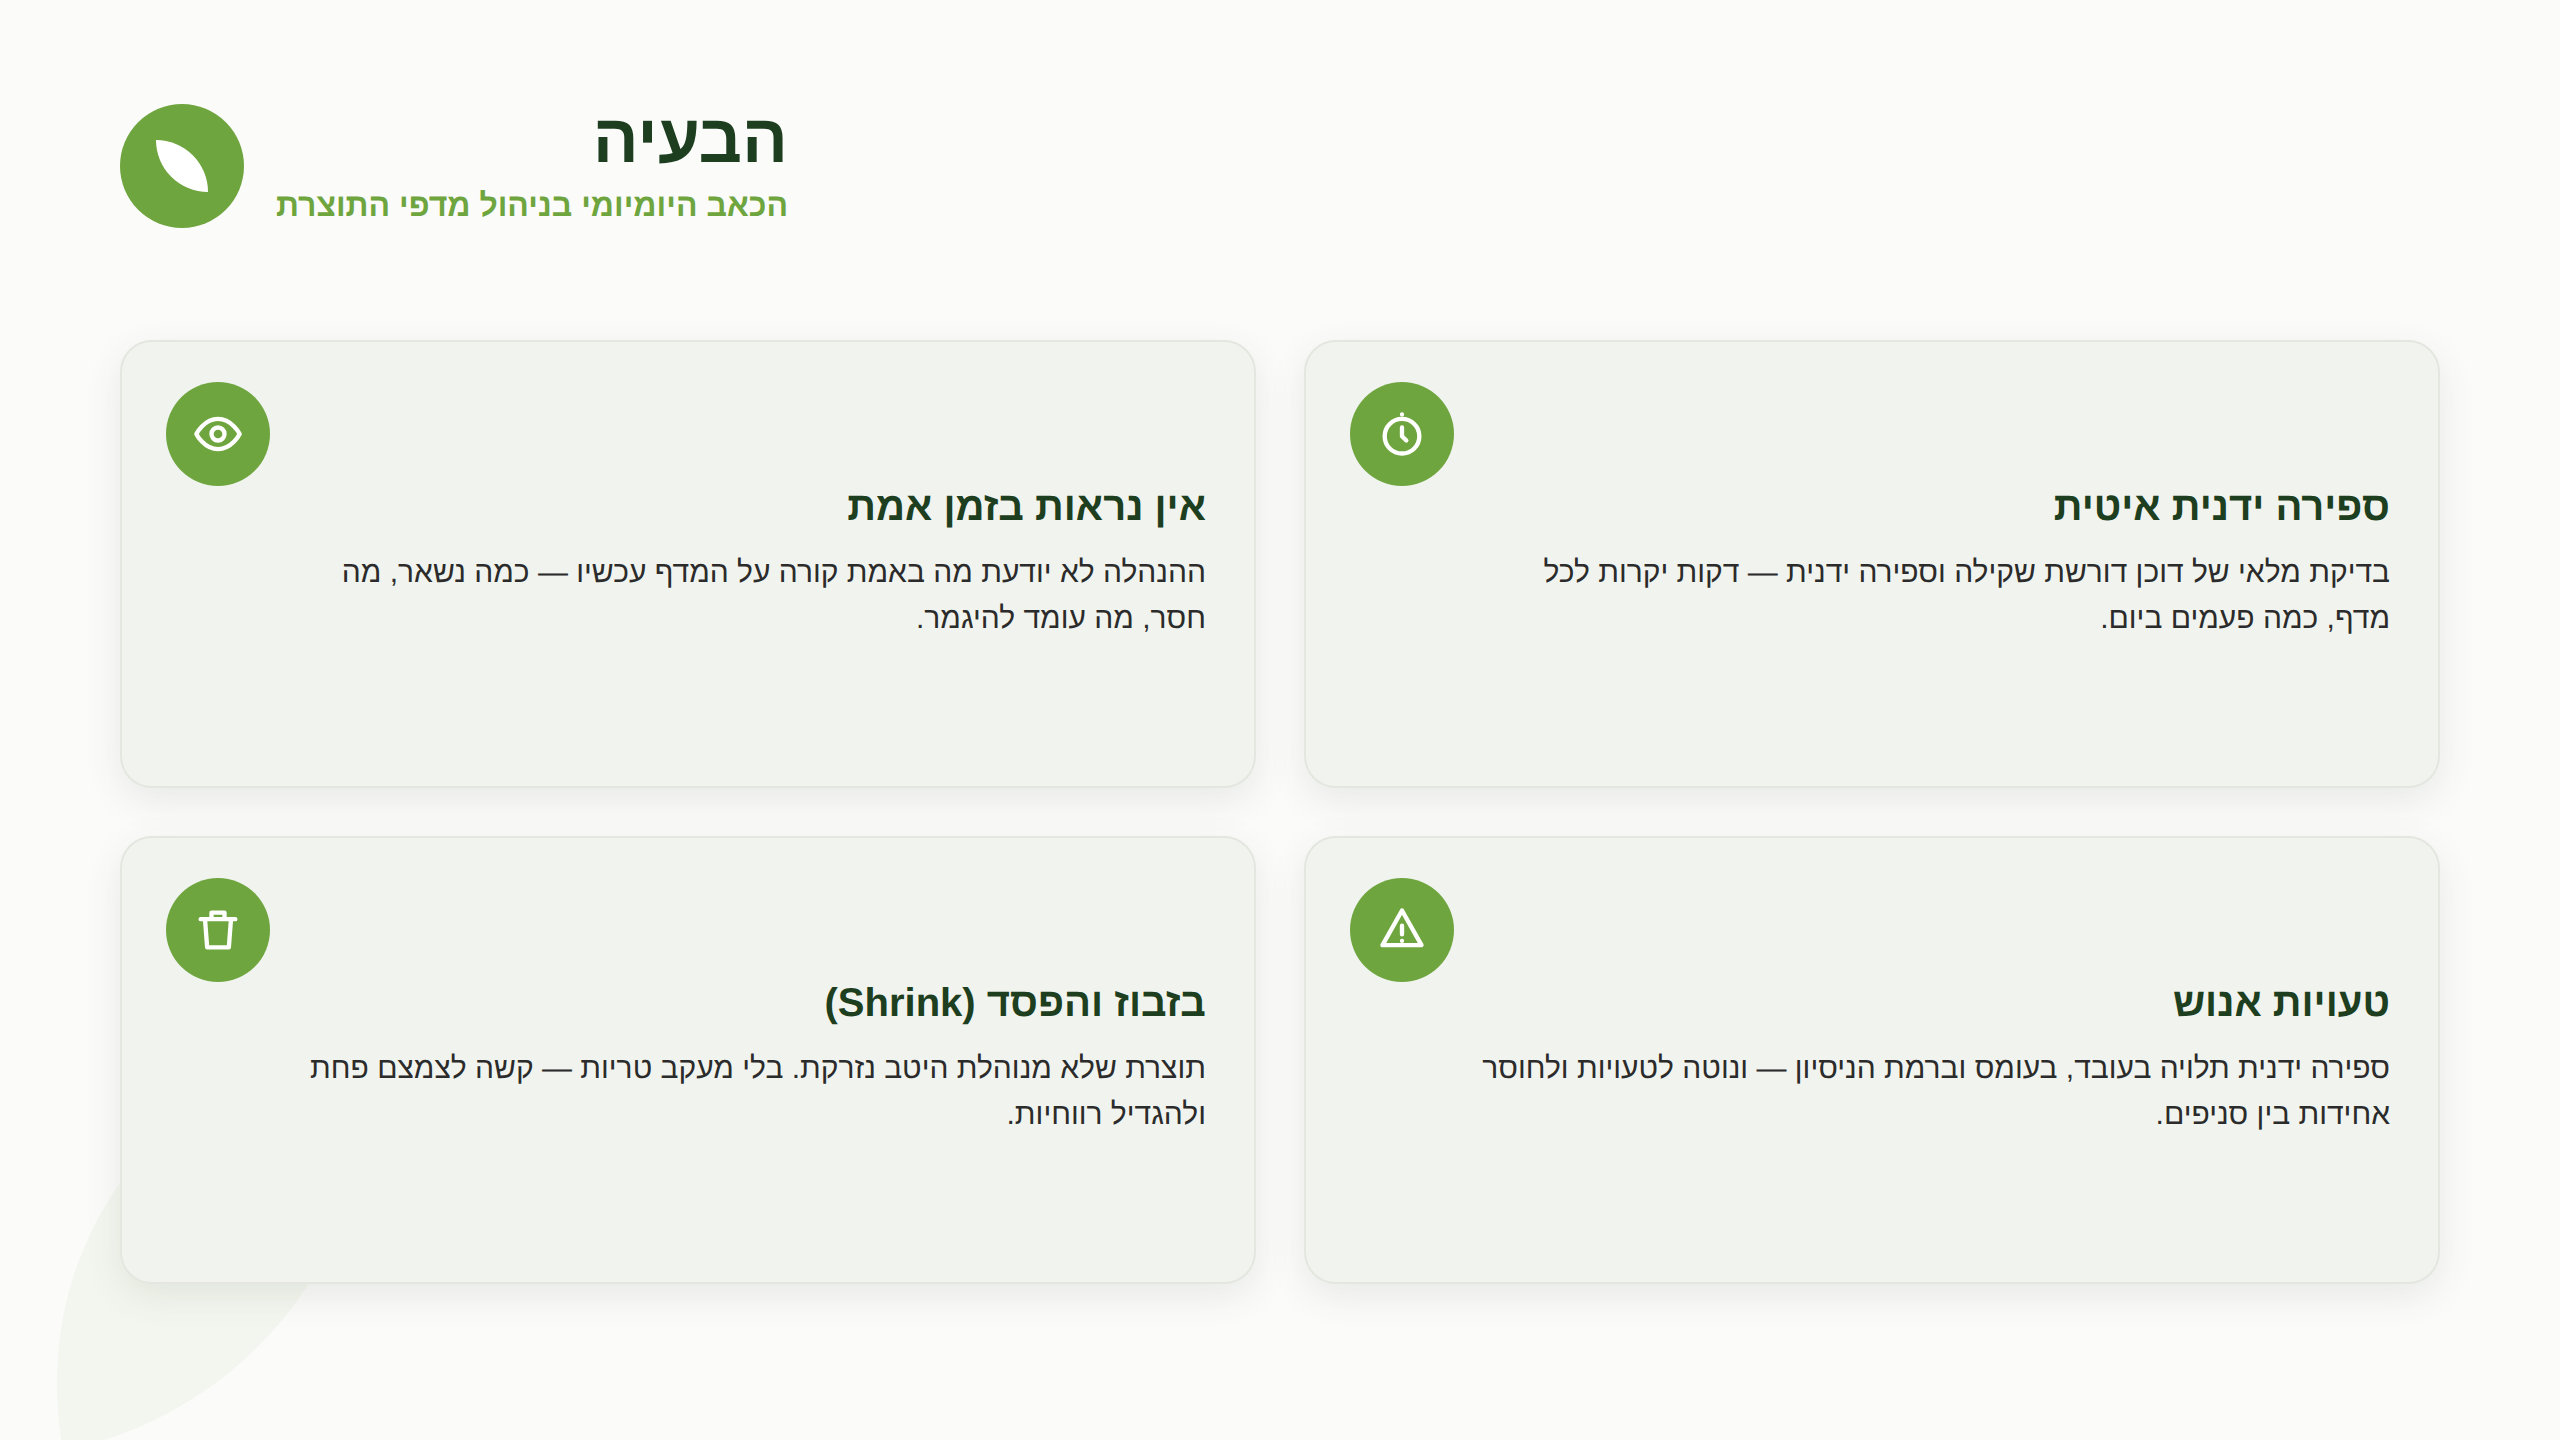 הבעיה
הכאב היומיומי בניהול מדפי התוצרת
ספירה ידנית איטית
בדיקת מלאי של דוכן דורשת שקילה וספירה ידנית — דקות יקרות לכל
מדף, כמה פעמים ביום.
אין נראות בזמן אמת
ההנהלה לא יודעת מה באמת קורה על המדף עכשיו — כמה נשאר, מה
חסר, מה עומד להיגמר.
טעויות אנוש
ספירה ידנית תלויה בעובד, בעומס וברמת הניסיון — ונוטה לטעויות ולחוסר
אחידות בין סניפים.
בזבוז והפסד (Shrink)
תוצרת שלא מנוהלת היטב נזרקת. בלי מעקב טריות — קשה לצמצם פחת
ולהגדיל רווחיות.